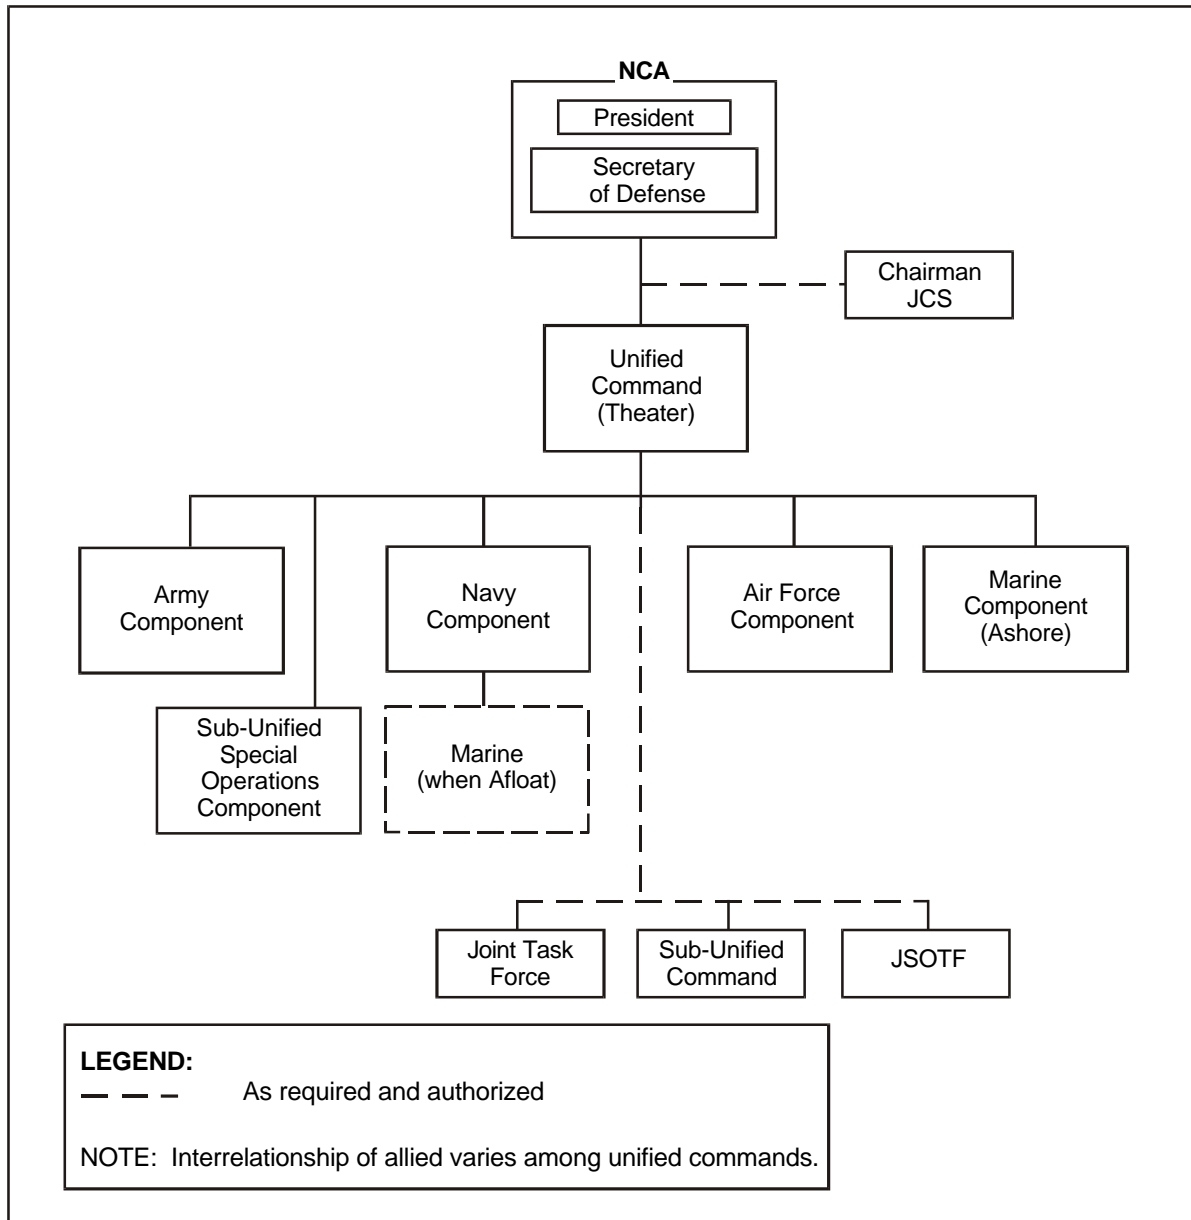 NCA
President
Secretary
of Defense
Chairman
JCS
Unified
Command
(Theater)
Army
Component
Navy
Component
Air Force
Component
Marine
Component
(Ashore)
Sub-Unified
Special
Operations
Component
Marine
(when Afloat)
Joint Task
Force
Sub-Unified
Command
JSOTF
LEGEND:
As required and authorized
NOTE: Interrelationship of allied varies among unified commands.